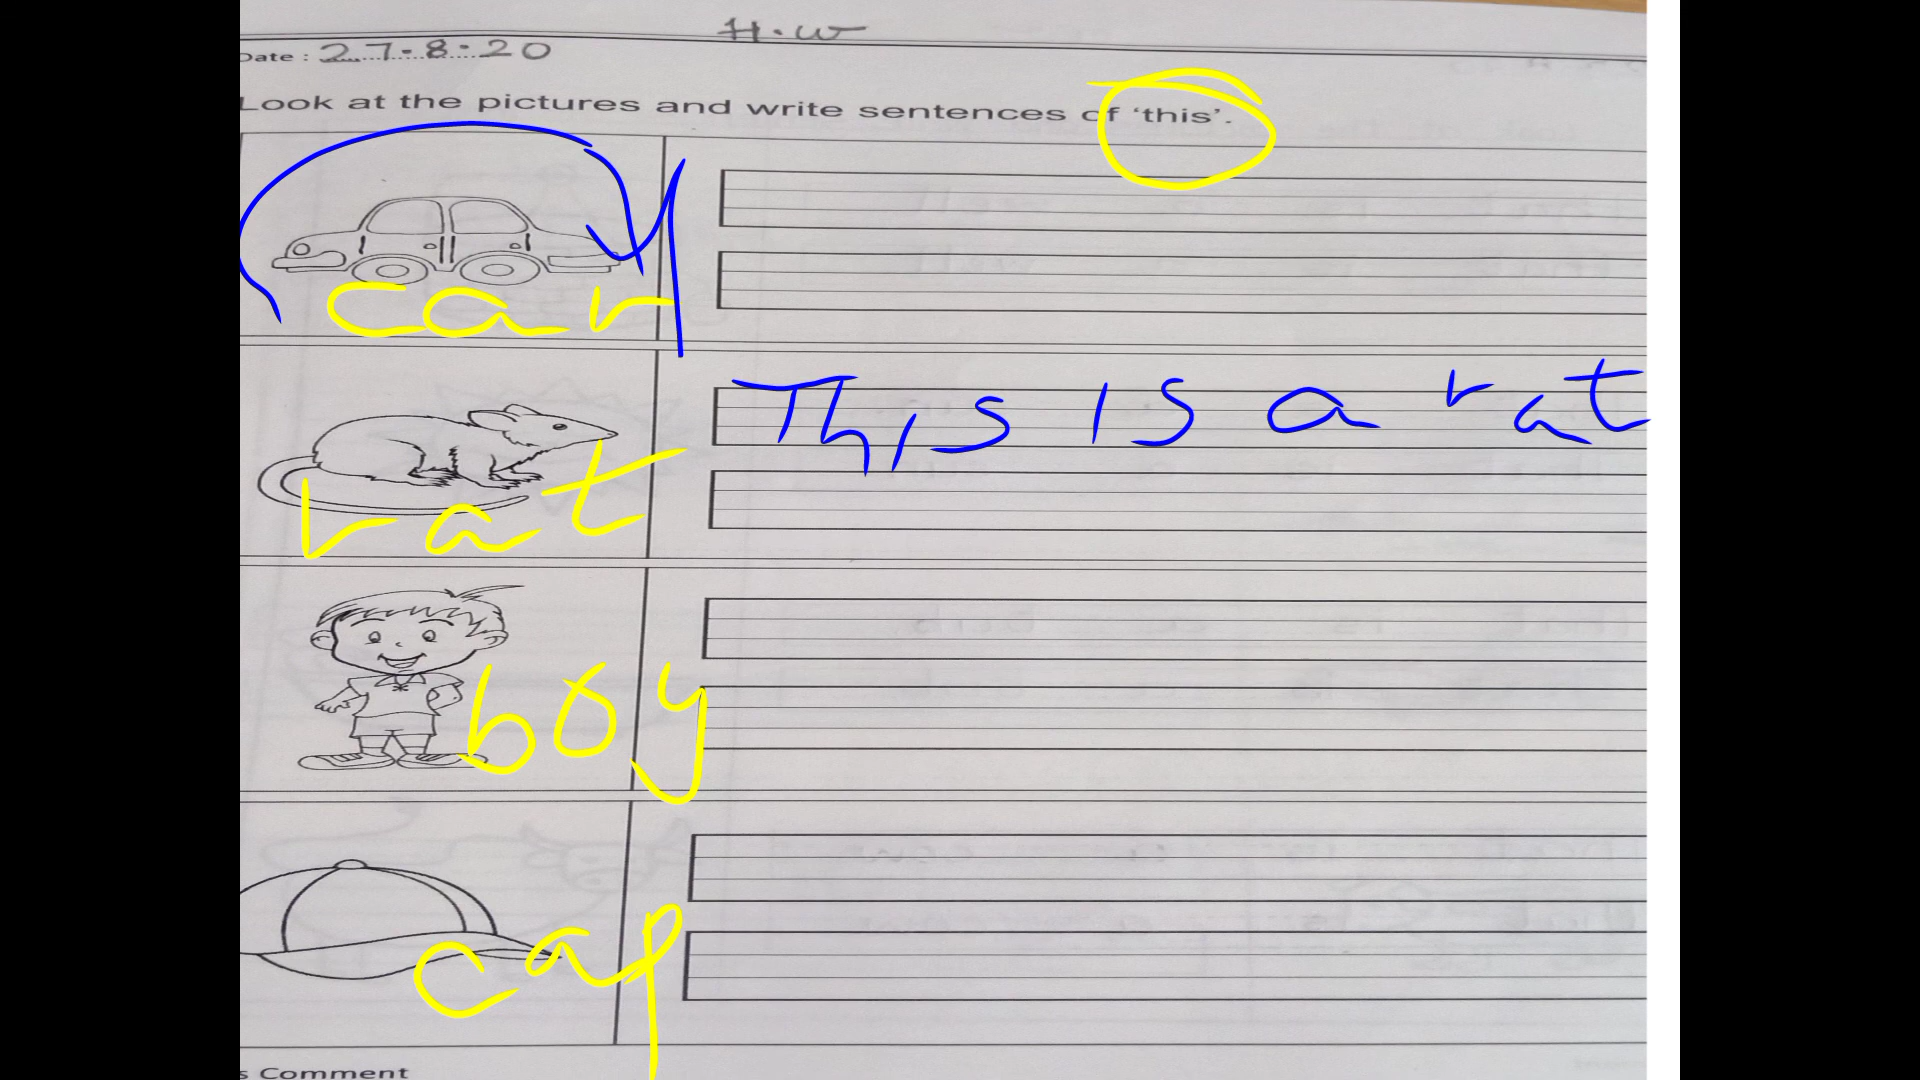 H.W
Date : 27.8.20
Look at the pictures and write sentences of ‘this’.
car
This is a rat
rat
boy
cap
s Comment